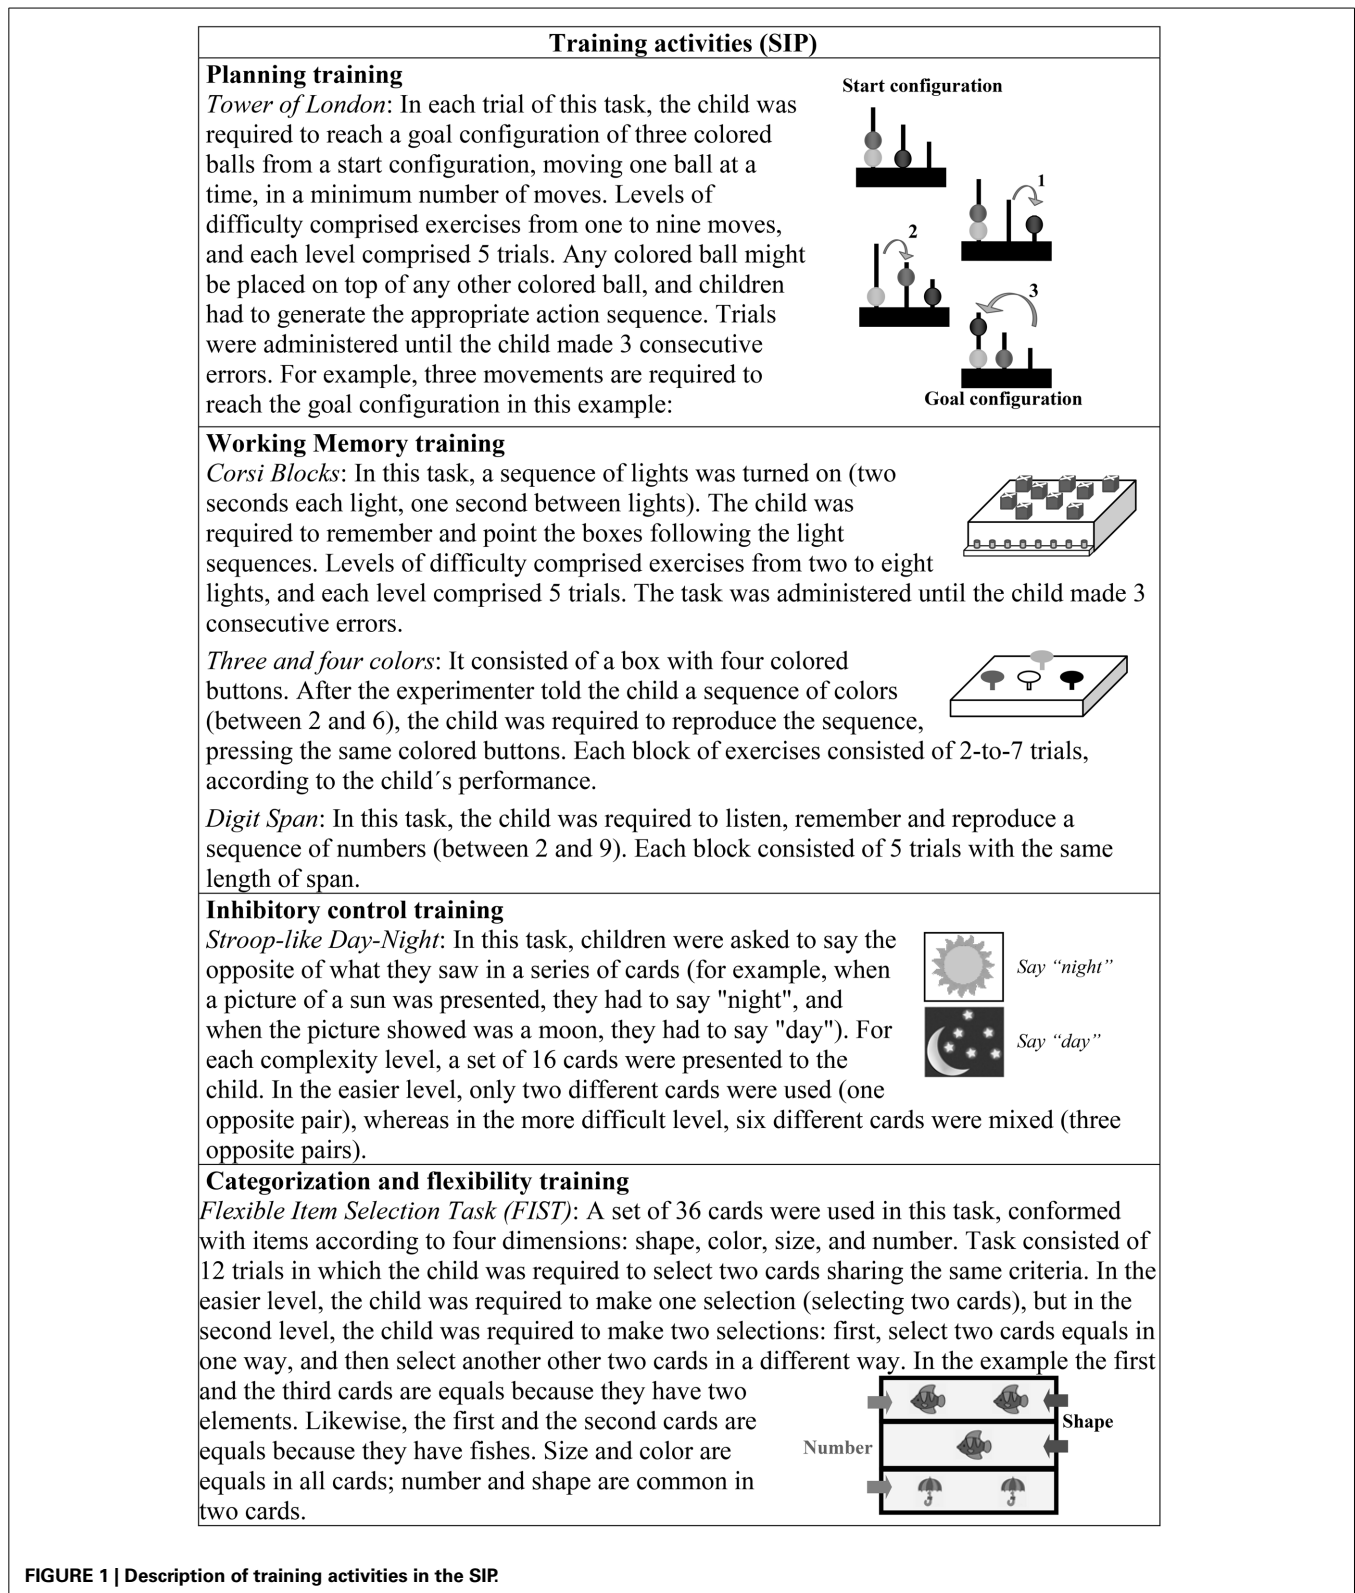 Training activities (SIP)
Planning training
Tower of London: In each trial of this task, the child was
required to reach a goal configuration of three colored
balls from a start configuration, moving one ball at a
time, in a minimum number of moves. Levels of
difficulty comprised exercises from one to nine moves,
and each level comprised 5 trials. Any colored ball might
be placed on top of any other colored ball, and children
had to generate the appropriate action sequence. Trials
were administered until the child made 3 consecutive
errors. For example, three movements are required to
reach the goal configuration in this example:
Start configuration
1
2
3
Goal configuration
Working Memory training
Corsi Blocks: In this task, a sequence of lights was turned on (two
seconds each light, one second between lights). The child was
required to remember and point the boxes following the light
sequences. Levels of difficulty comprised exercises from two to eight
lights, and each level comprised 5 trials. The task was administered until the child made 3
consecutive errors.
Three and four colors: It consisted of a box with four colored
buttons. After the experimenter told the child a sequence of colors
(between 2 and 6), the child was required to reproduce the sequence,
pressing the same colored buttons. Each block of exercises consisted of 2-to-7 trials,
according to the child´s performance.
Digit Span: In this task, the child was required to listen, remember and reproduce a
sequence of numbers (between 2 and 9). Each block consisted of 5 trials with the same
length of span.
Inhibitory control training
Stroop-like Day-Night: In this task, children were asked to say the
opposite of what they saw in a series of cards (for example, when
a picture of a sun was presented, they had to say "night", and
when the picture showed was a moon, they had to say "day"). For
each complexity level, a set of 16 cards were presented to the
child. In the easier level, only two different cards were used (one
opposite pair), whereas in the more difficult level, six different cards were mixed (three
opposite pairs).
Say “night”
Say “day”
Categorization and flexibility training
Flexible Item Selection Task (FIST): A set of 36 cards were used in this task, conformed
with items according to four dimensions: shape, color, size, and number. Task consisted of
12 trials in which the child was required to select two cards sharing the same criteria. In the
easier level, the child was required to make one selection (selecting two cards), but in the
second level, the child was required to make two selections: first, select two cards equals in
one way, and then select another other two cards in a different way. In the example the first
and the third cards are equals because they have two
elements. Likewise, the first and the second cards are
equals because they have fishes. Size and color are
equals in all cards; number and shape are common in
two cards.
Shape
Number
FIGURE 1 | Description of training activities in the SIP.